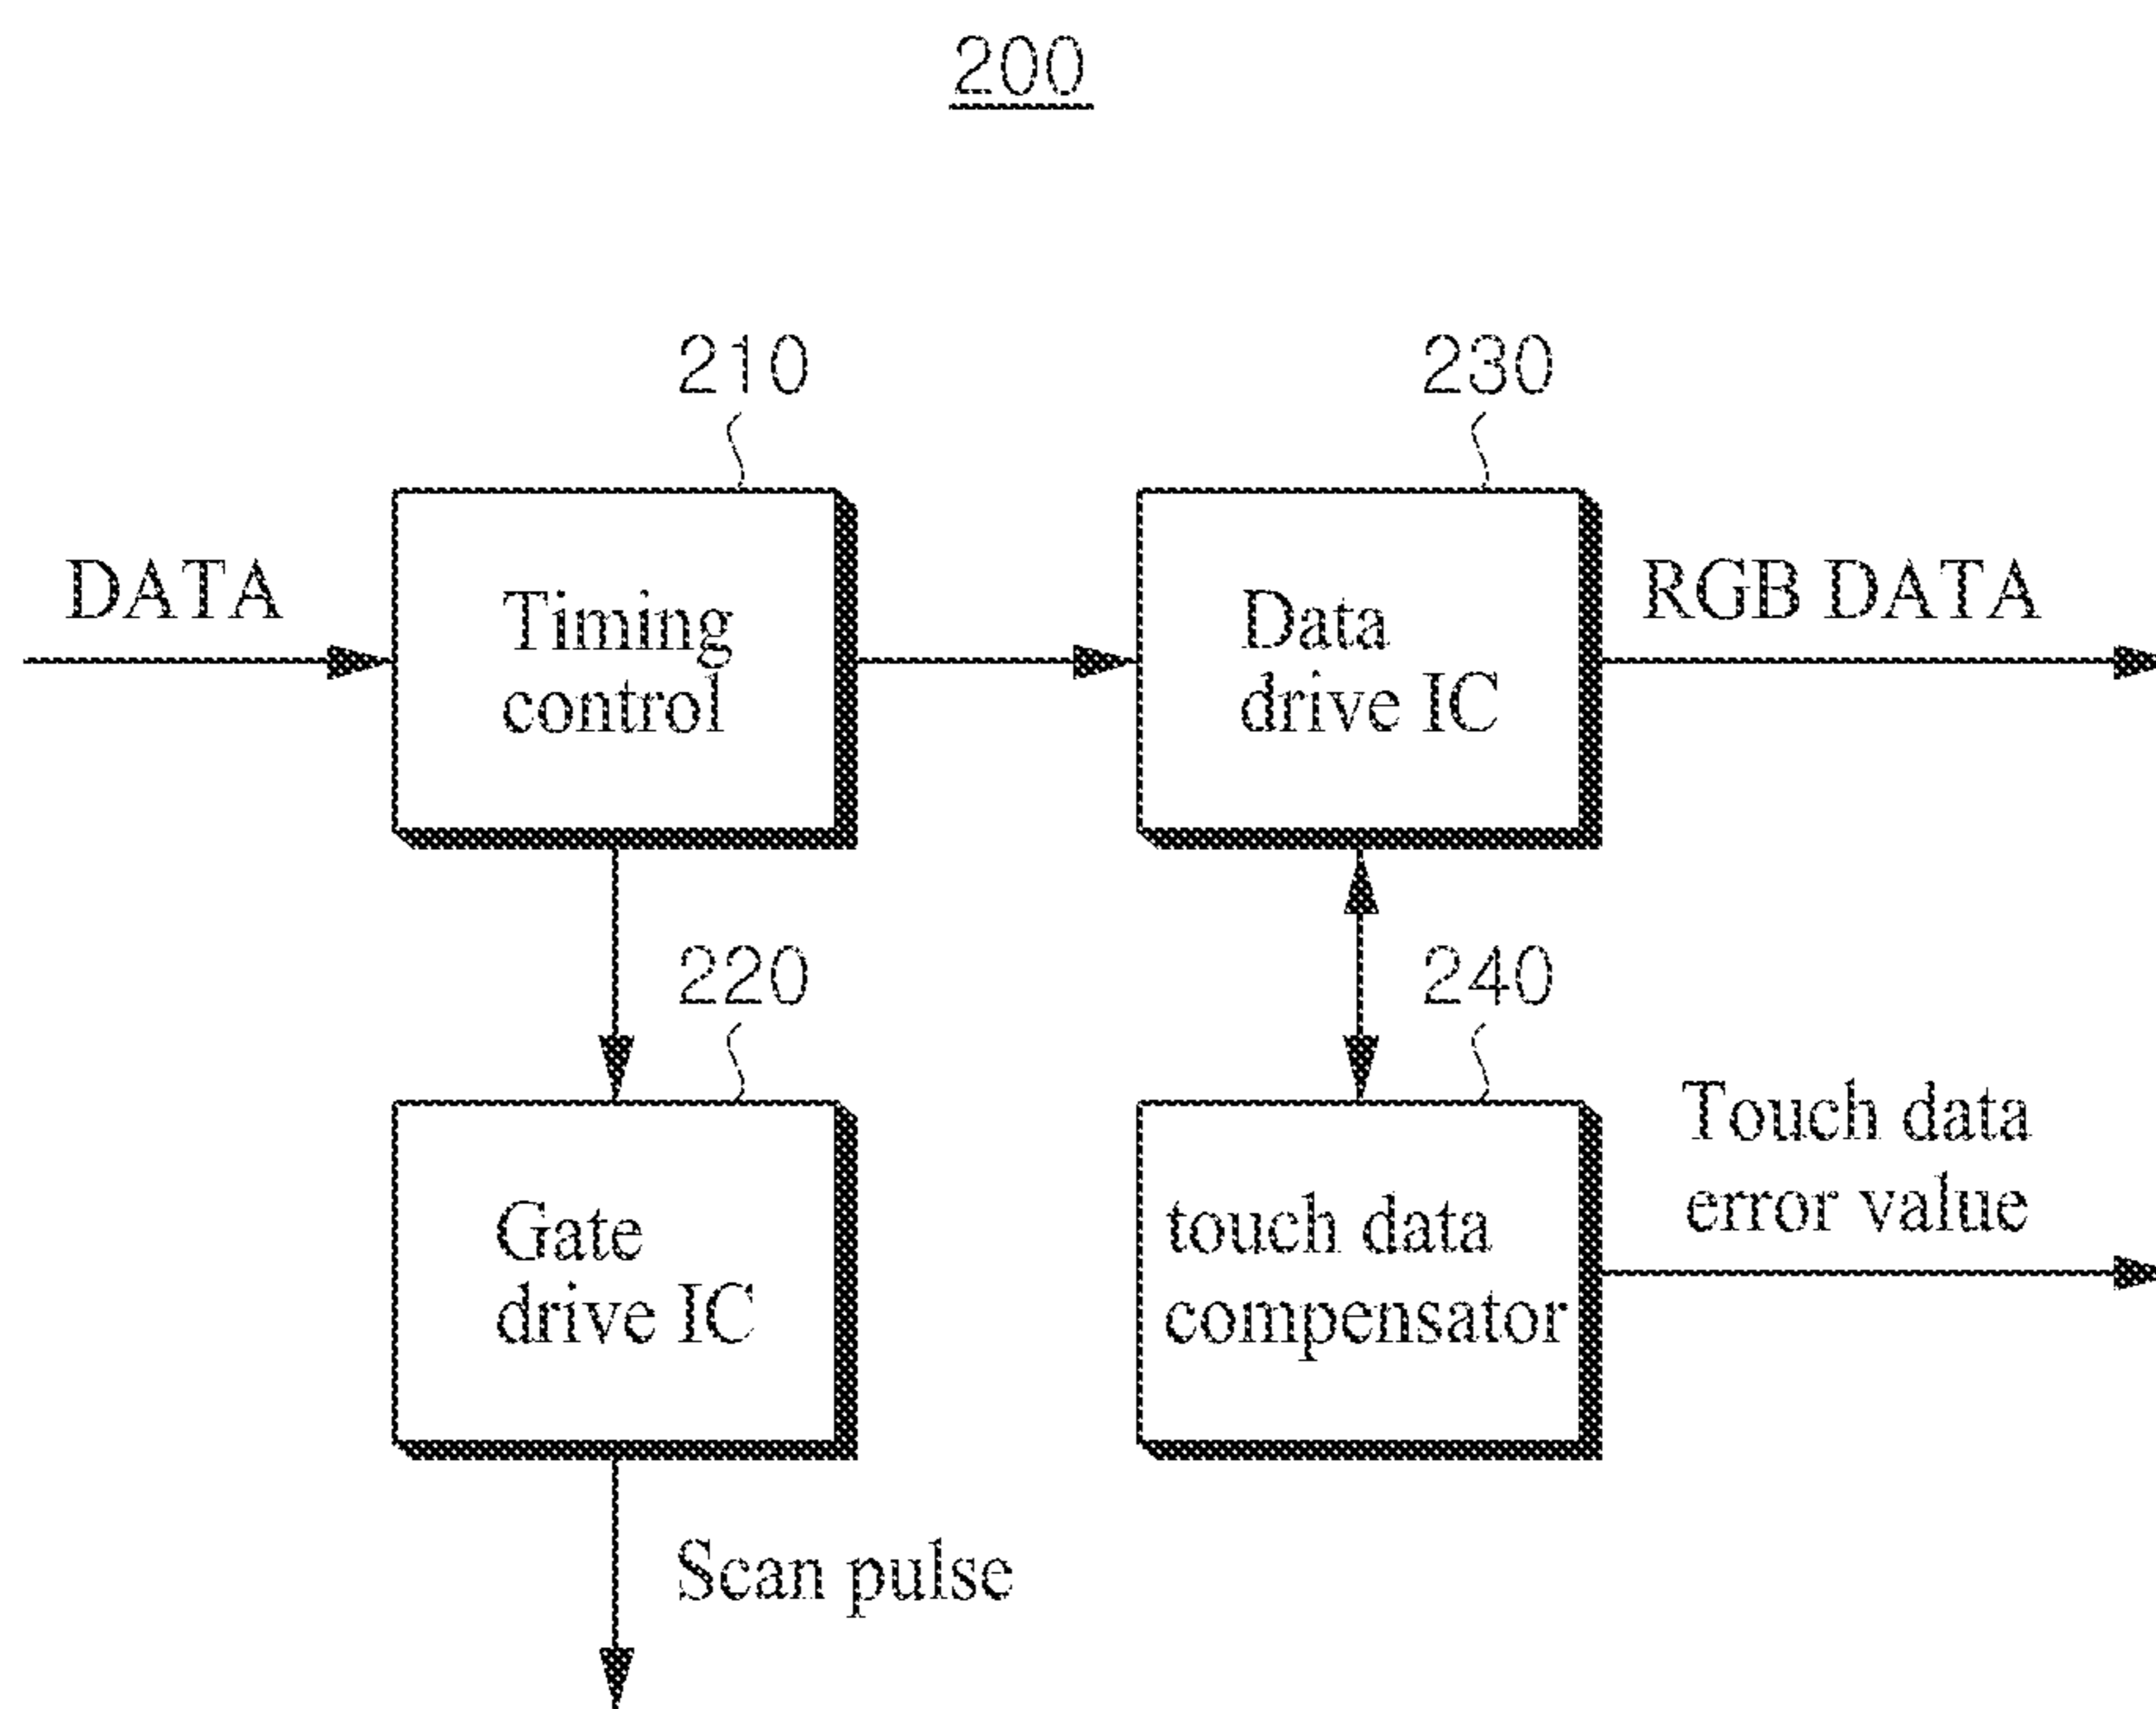 200
210
230
DATA
Timing
control
Data
drive IC
RGB DATA
220
240
Gate
drive IC
touch data
compensator
Touch data
error value
Scan pulse